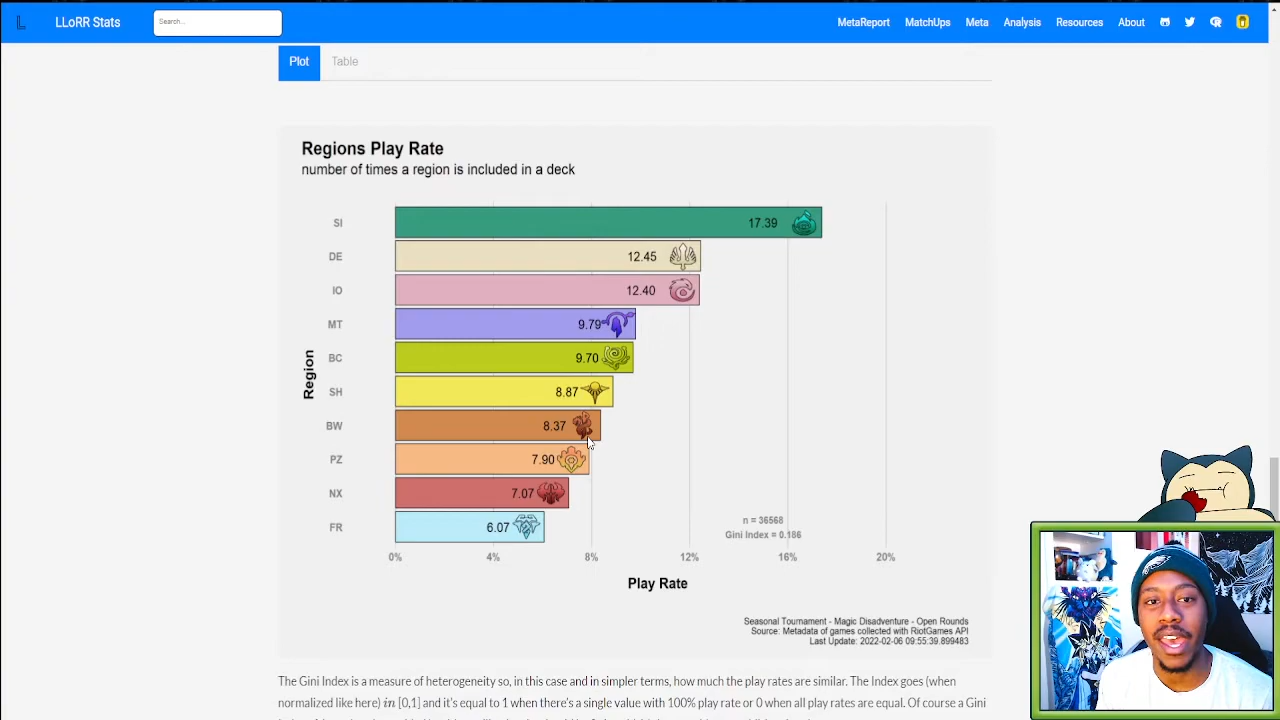 LLoRR Stats
Search...
MetaReport MatchUps Meta Analysis Resources About
Plot Table
Regions Play Rate
number of times a region is included in a deck
SI 17.39
DE 12.45
IO 12.40
MT 9.79
BC 9.70
SH 8.87
BW 8.37
PZ 7.90
NX 7.07
FR 6.07
Region
n = 36568
Gini Index = 0.186
0% 4% 8% 12% 16% 20%
Play Rate
Seasonal Tournament - Magic Disadventure - Open Rounds
Source: Metadata of games collected with RiotGames API
Last Update: 2022-02-06 09:55:39.899483
The Gini Index is a measure of heterogeneity so, in this case and in simpler terms, how much the play rates are similar. The Index goes (when
normalized like here) in [0,1] and it's equal to 1 when there's a single value with 100% play rate or 0 when all play rates are equal. Of course a Gini